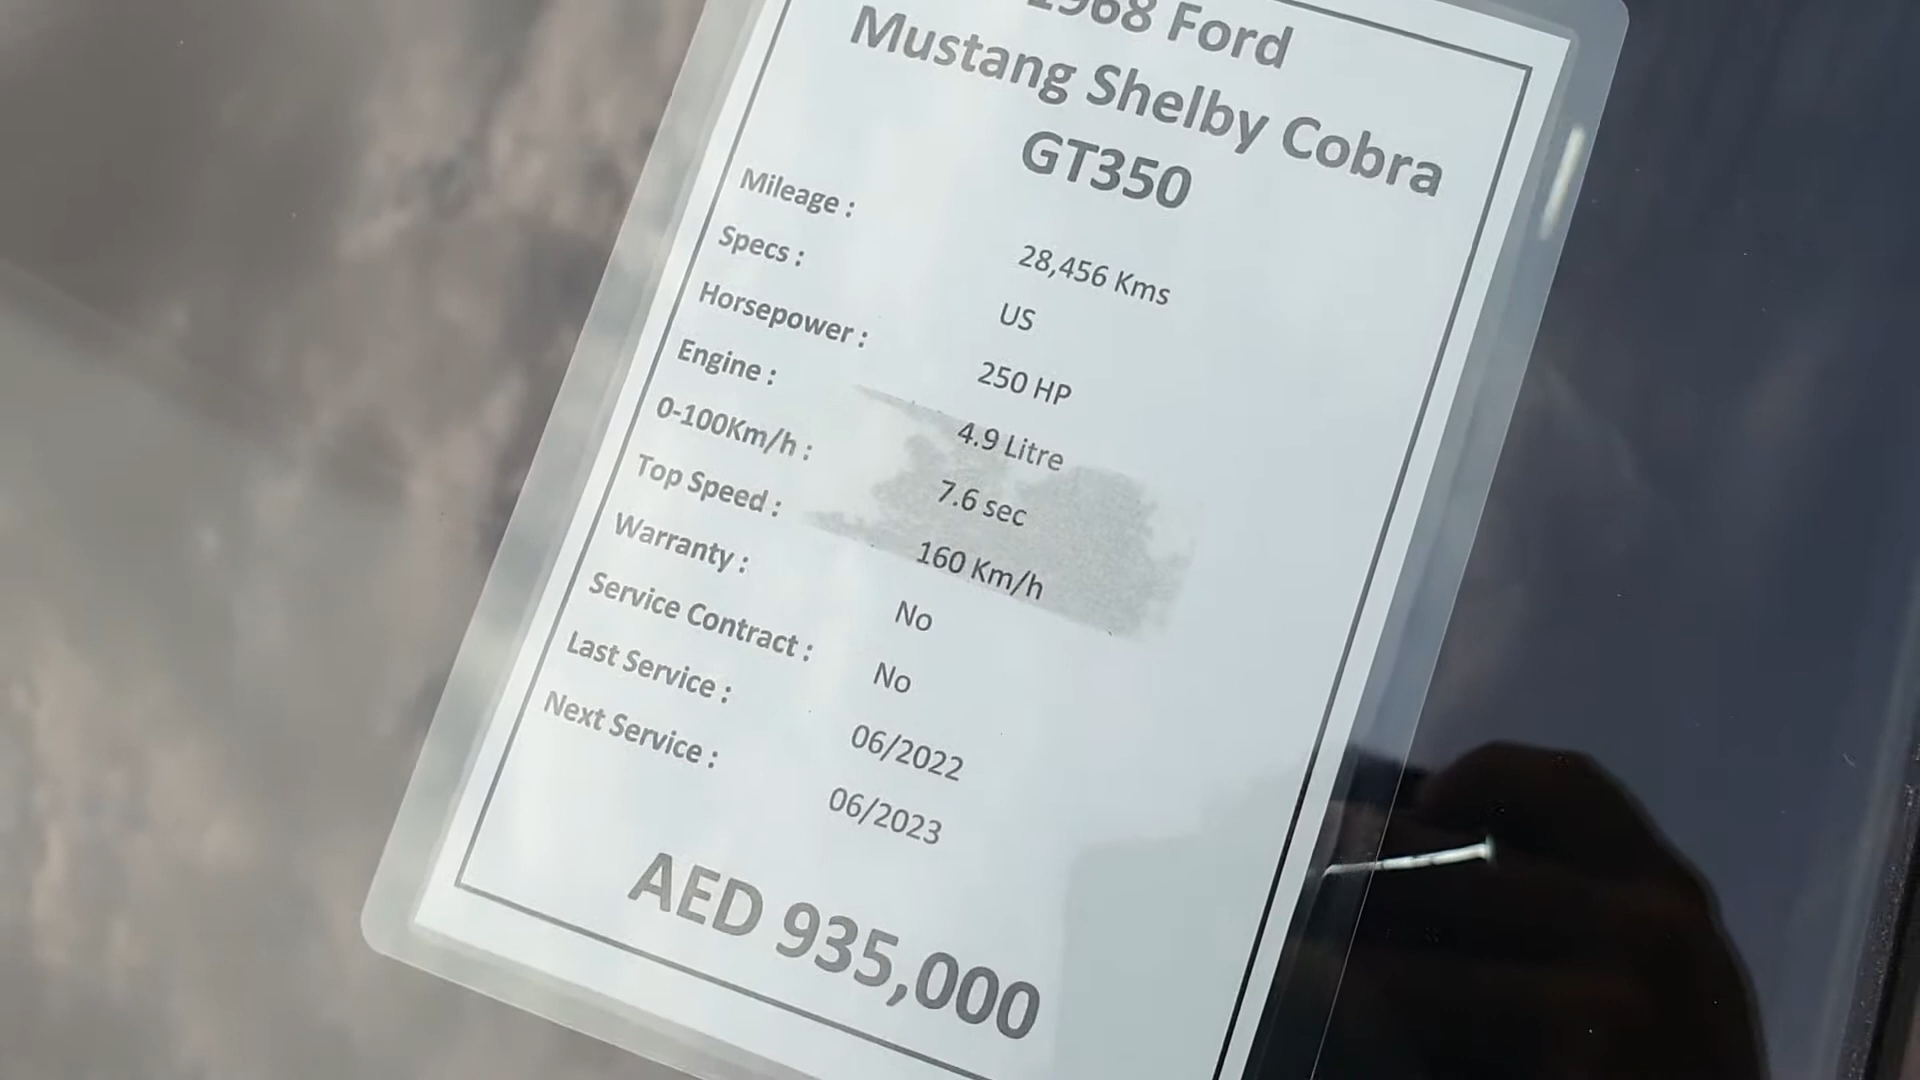 1968 Ford
Mustang Shelby Cobra
GT350
Mileage : 28,456 Kms
Specs : US
Horsepower : 250 HP
Engine : 4.9 Litre
0-100Km/h : 7.6 sec
Top Speed : 160 Km/h
Warranty : No
Service Contract : No
Last Service : 06/2022
Next Service : 06/2023
AED 935,000